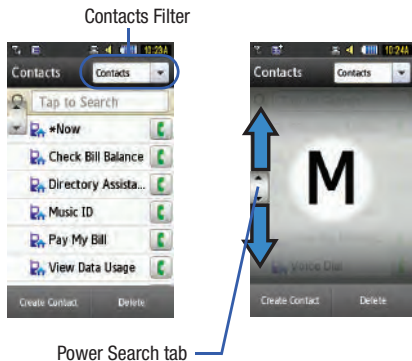 Contacts Filter
10:23A
Contacts Contacts
Tap to Search
*Now
Check Bill Balance
Directory Assista...
Music ID
Pay My Bill
View Data Usage
Create Contact Delete
10:24A
Contacts Contacts
M
Voice Dial
Create Contact Delete
Power Search tab